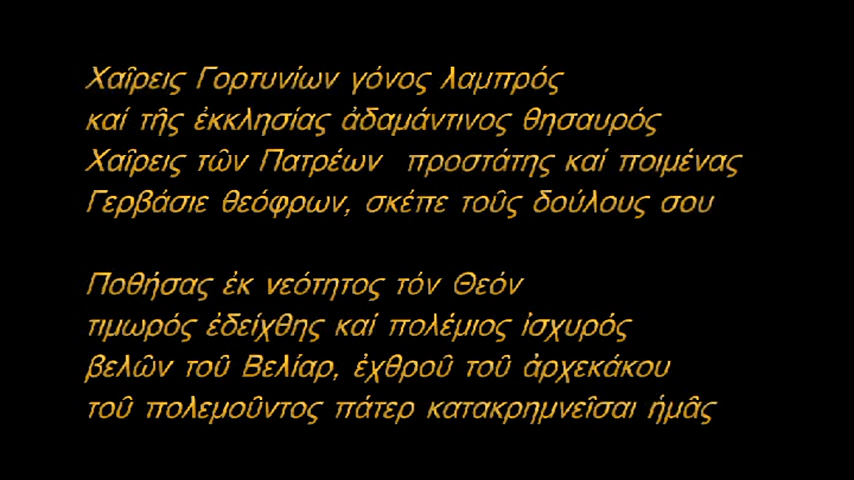 Χαῖρεις Γορτυνίων γόνος λαμπρός
καί τῆς ἐκκλησίας ἀδαμάντινος θησαυρός
Χαῖρεις τῶν Πατρέων προστάτης καί ποιμένας
Γερβάσιε θεόφρων, σκέπε τοῦς δούλους σου
Ποθήσας ἐκ νεότητος τόν Θεόν
τιμωρός ἐδείχθης καί πολέμιος ἰσχυρός
βελῶν τοῦ Βελίαρ, ἐχθροῦ τοῦ ἀρχεκάκου
τοῦ πολεμοῦντος πάτερ κατακρημνεῖσαι ἡμᾶς